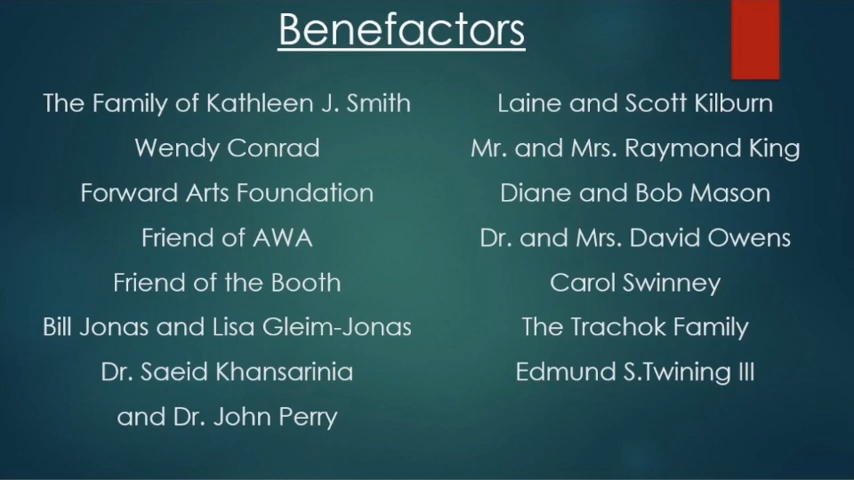 Benefactors
The Family of Kathleen J. Smith
Wendy Conrad
Forward Arts Foundation
Friend of AWA
Friend of the Booth
Bill Jonas and Lisa Gleim-Jonas
Dr. Saeid Khansarinia
and Dr. John Perry
Laine and Scott Kilburn
Mr. and Mrs. Raymond King
Diane and Bob Mason
Dr. and Mrs. David Owens
Carol Swinney
The Trachok Family
Edmund S.Twining III